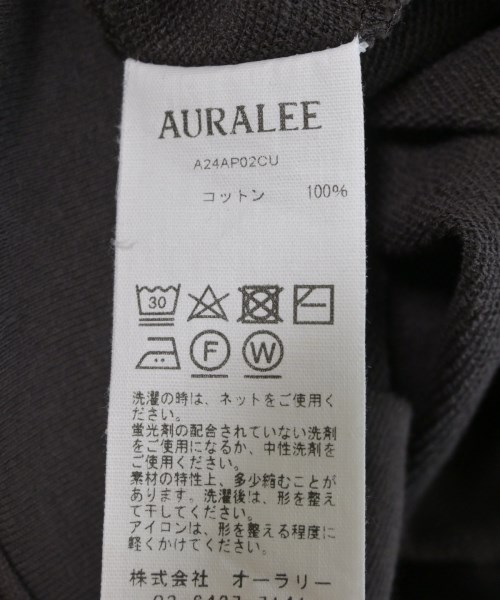 AURALEE
A24AP02CU
コットン 100%
30
F W
洗濯の時は、ネットをご使用く
ださい。
蛍光剤の配合されていない洗剤
をご使用になるか、中性洗剤を
ご使用ください。
素材の特性上、多少縮むことが
あります。洗濯後は、形を整え
て干してください。
アイロンは、形を整える程度に
軽くかけてください。
株式会社 オーラリー